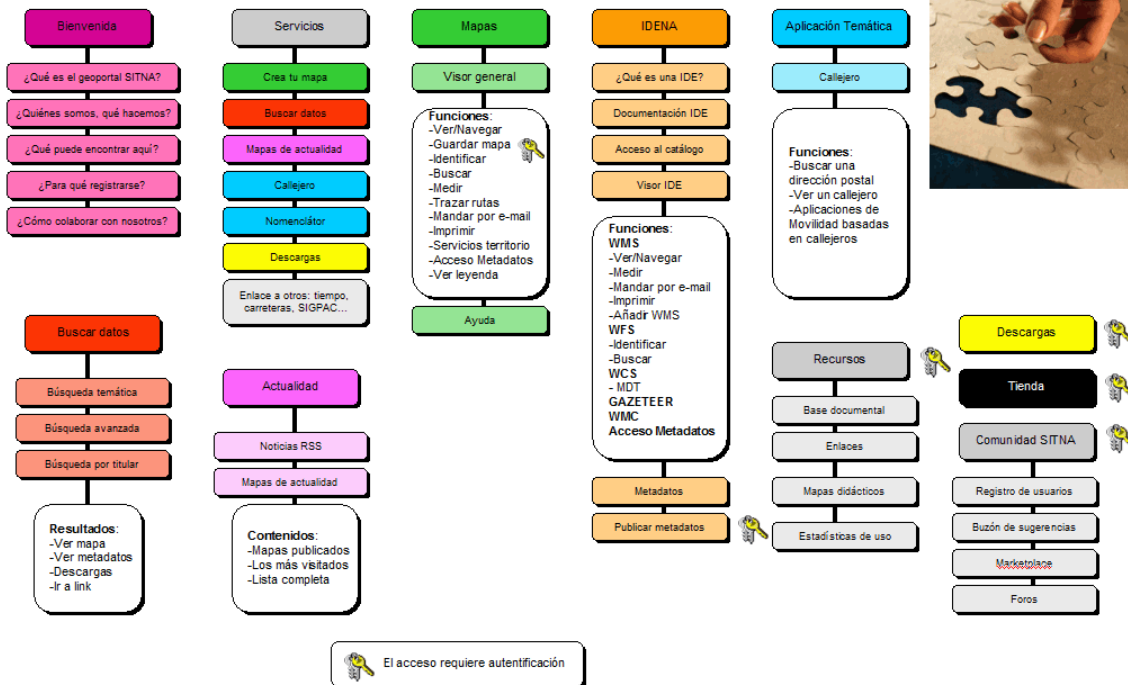 Bienvenida
¿Qué es el geoportal SITNA?
¿Quiénes somos, qué hacemos?
¿Qué puede encontrar aquí?
¿Para qué registrarse?
¿Cómo colaborar con nosotros?
Servicios
Crea tu mapa
Buscar datos
Mapas de actualidad
Callejero
Nomenclátor
Descargas
Enlace a otros: tiempo,
carreteras, SIGPAC...
Mapas
Visor general
Funciones:
-Ver/Navegar
-Guardar mapa
-Identificar
-Buscar
-Medir
-Trazar rutas
-Mandar por e-mail
-Imprimir
-Servicios territorio
-Acceso Metadatos
-Ver leyenda
Ayuda
IDENA
¿Qué es una IDE?
Documentación IDE
Acceso al catálogo
Visor IDE
Funciones:
WMS
-Ver/Navegar
-Medir
-Mandar por e-mail
-Imprimir
-Añadir WMS
WFS
-Identificar
-Buscar
WCS
- MDT
GAZETEER
WMC
Acceso Metadatos
Metadatos
Publicar metadatos
Aplicación Temática
Callejero
Funciones:
-Buscar una
dirección postal
-Ver un callejero
-Aplicaciones de
Movilidad basadas
en callejeros
Buscar datos
Búsqueda temática
Búsqueda avanzada
Búsqueda por titular
Resultados:
-Ver mapa
-Ver metadatos
-Descargas
-Ir a link
Actualidad
Noticias RSS
Mapas de actualidad
Contenidos:
-Mapas publicados
-Los más visitados
-Lista completa
Recursos
Base documental
Enlaces
Mapas didácticos
Estadísticas de uso
Descargas
Tienda
Comunidad SITNA
Registro de usuarios
Buzón de sugerencias
Marketplace
Foros
El acceso requiere autentificación